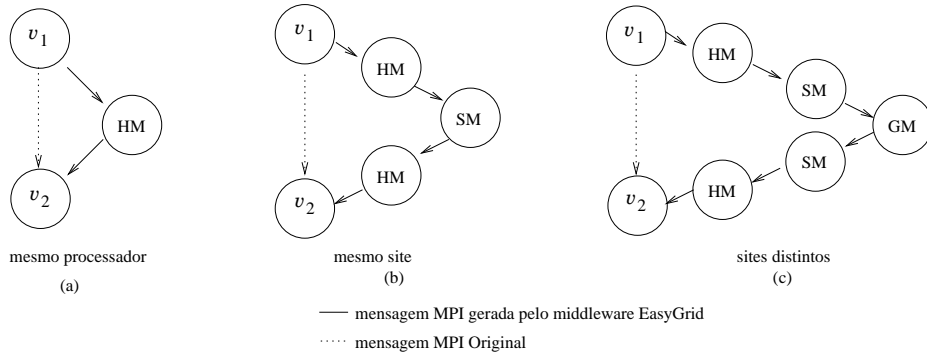 v1
HM
v2
mesmo processador
(a)
v1
HM
SM
HM
v2
mesmo site
(b)
v1
HM
SM
GM
SM
HM
v2
sites distintos
(c)
mensagem MPI gerada pelo middleware EasyGrid
mensagem MPI Original